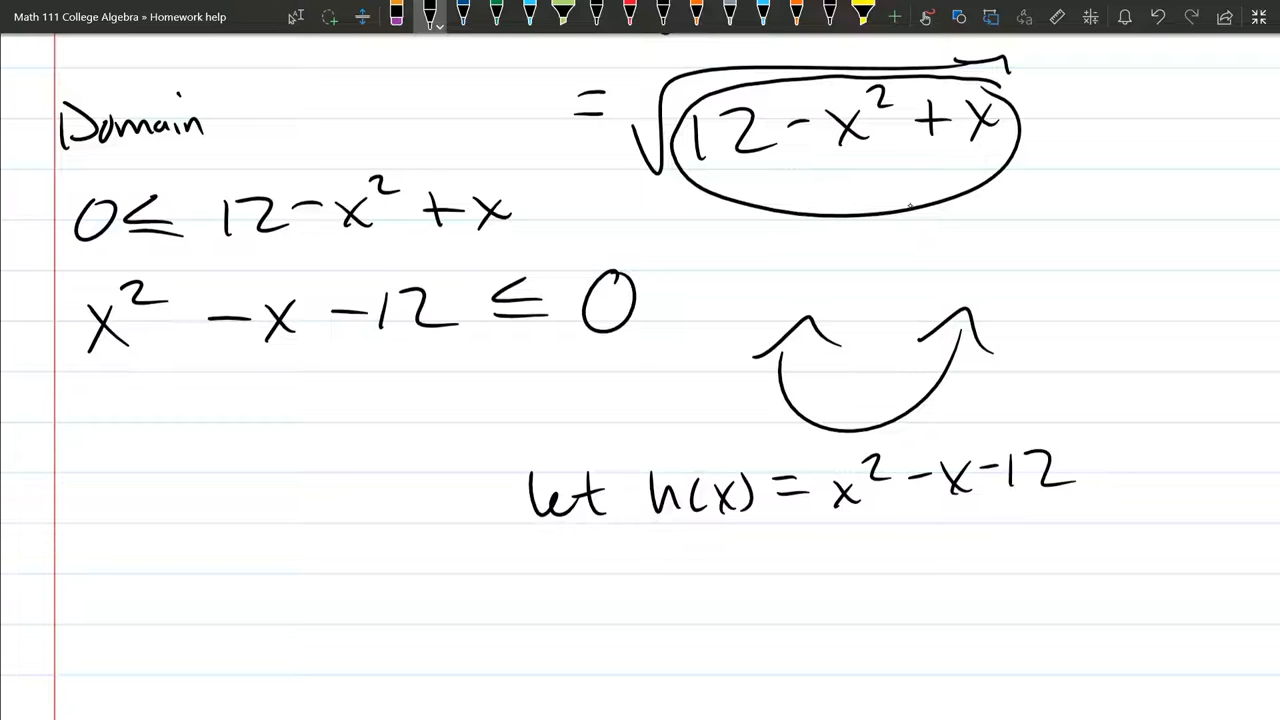 Math 111 College Algebra » Homework help
= √12 - x² + x
Domain
0 ≤ 12 - x² + x
x² - x - 12 ≤ 0
let h(x) = x² - x - 12